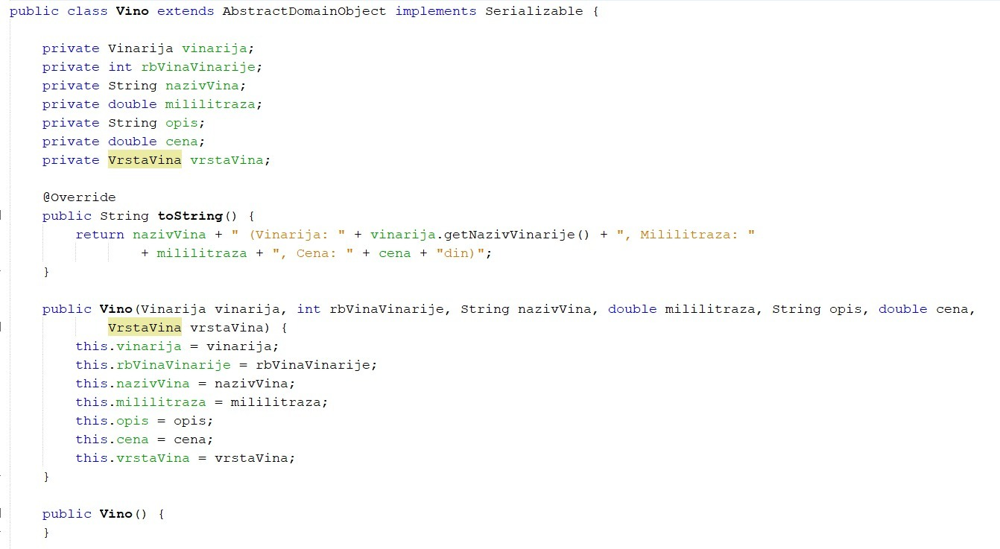 public class Vino extends AbstractDomainObject implements Serializable {
private Vinarija vinarija;
private int rbVinaVinarije;
private String nazivVina;
private double mililitraza;
private String opis;
private double cena;
private VrstaVina vrstaVina;
@Override
public String toString() {
return nazivVina + " (Vinarija: " + vinarija.getNazivVinarije() + ", Mililitraza: "
+ mililitraza + ", Cena: " + cena + "din)";
}
public Vino(Vinarija vinarija, int rbVinaVinarije, String nazivVina, double mililitraza, String opis, double cena,
VrstaVina vrstaVina) {
this.vinarija = vinarija;
this.rbVinaVinarije = rbVinaVinarije;
this.nazivVina = nazivVina;
this.mililitraza = mililitraza;
this.opis = opis;
this.cena = cena;
this.vrstaVina = vrstaVina;
}
public Vino() {
}